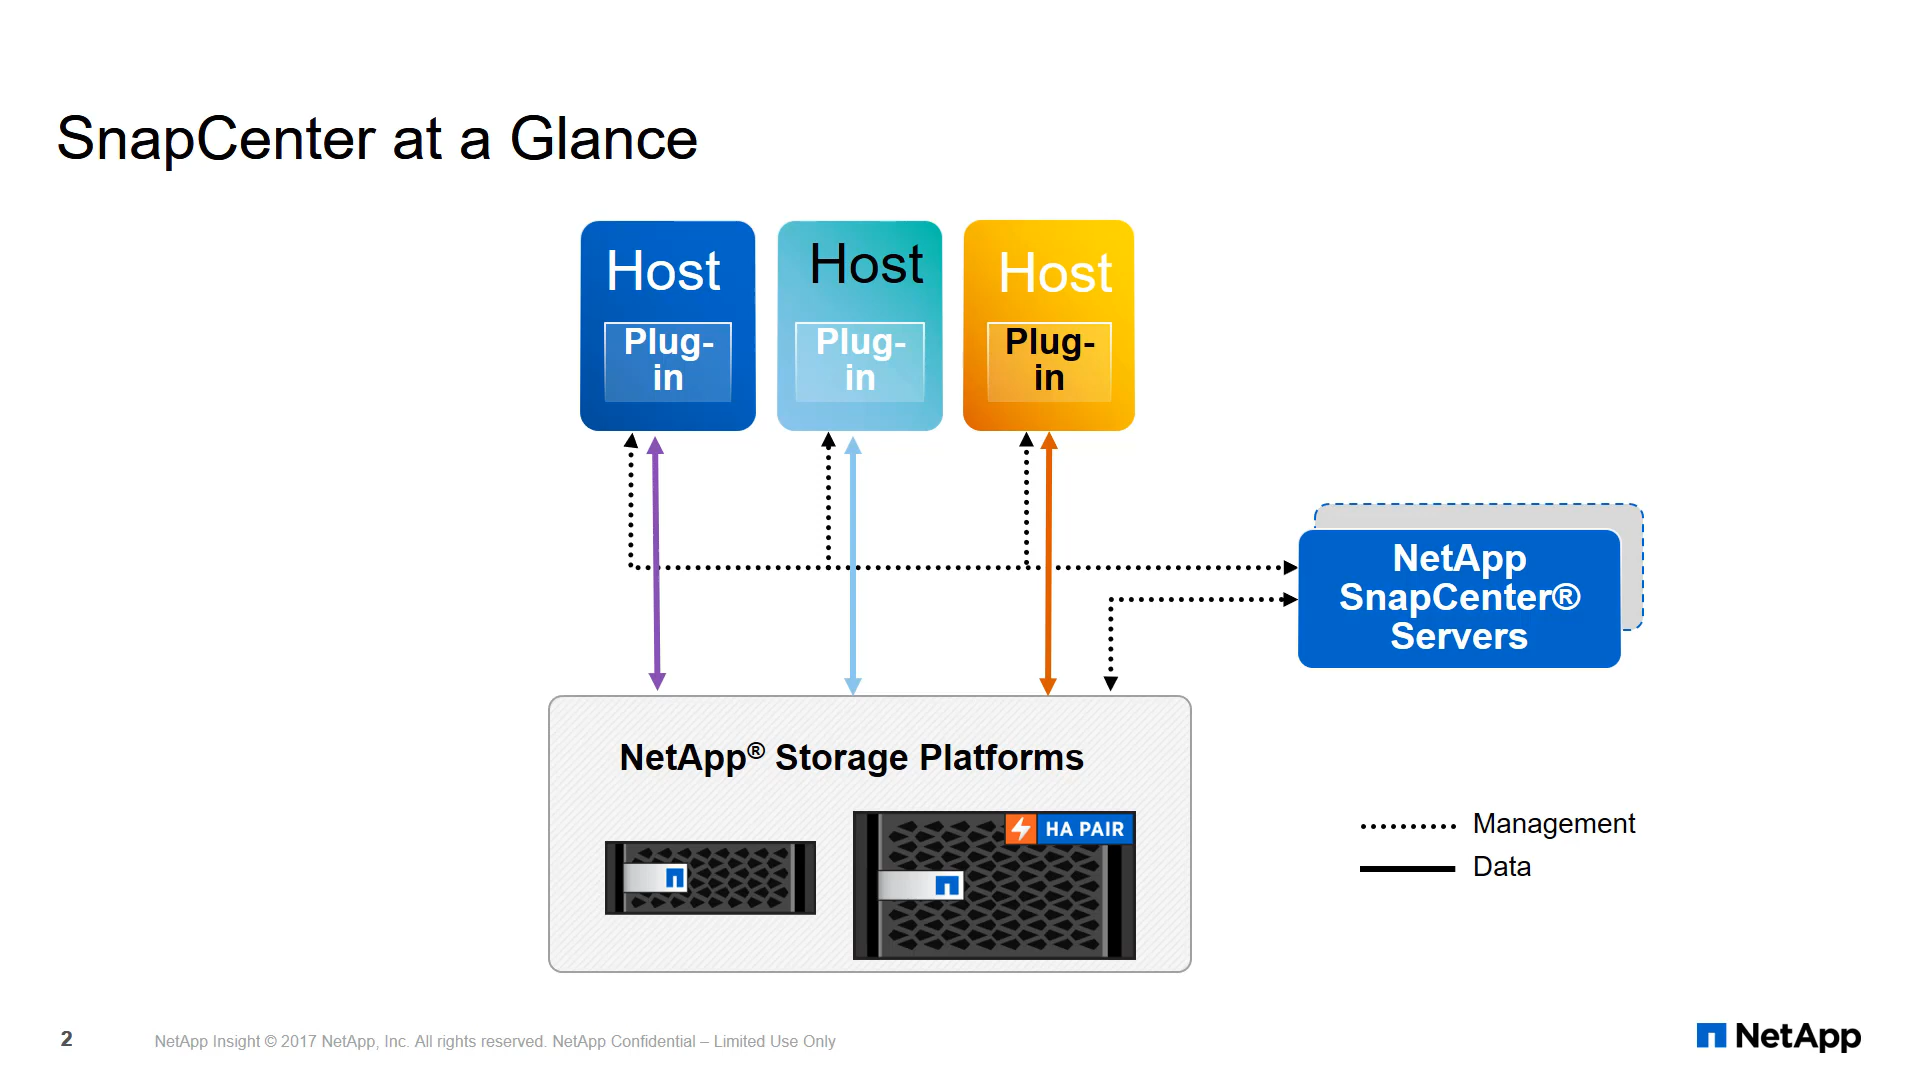 SnapCenter at a Glance
Host
Plug-
in
Host
Plug-
in
Host
Plug-
in
NetApp
SnapCenter®
Servers
NetApp® Storage Platforms
HA PAIR
Management
Data
2
NetApp Insight © 2017 NetApp, Inc. All rights reserved. NetApp Confidential – Limited Use Only
NetApp